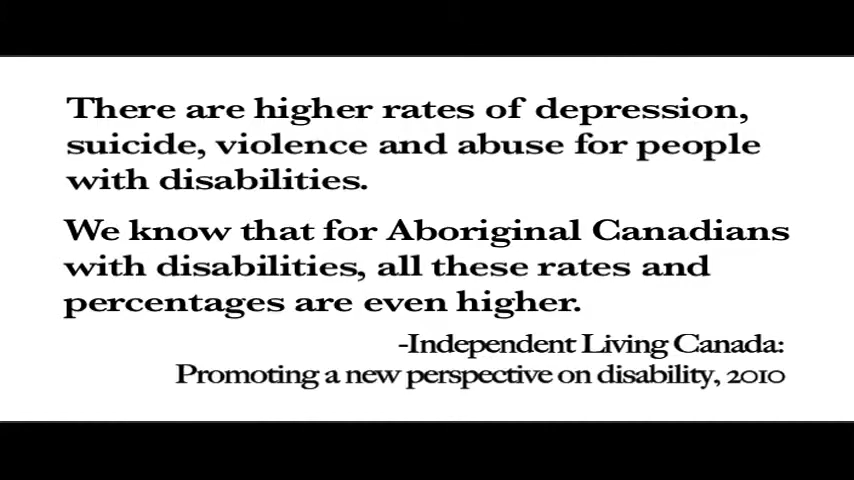 There are higher rates of depression,
suicide, violence and abuse for people
with disabilities.
We know that for Aboriginal Canadians
with disabilities, all these rates and
percentages are even higher.
-Independent Living Canada:
Promoting a new perspective on disability, 2010